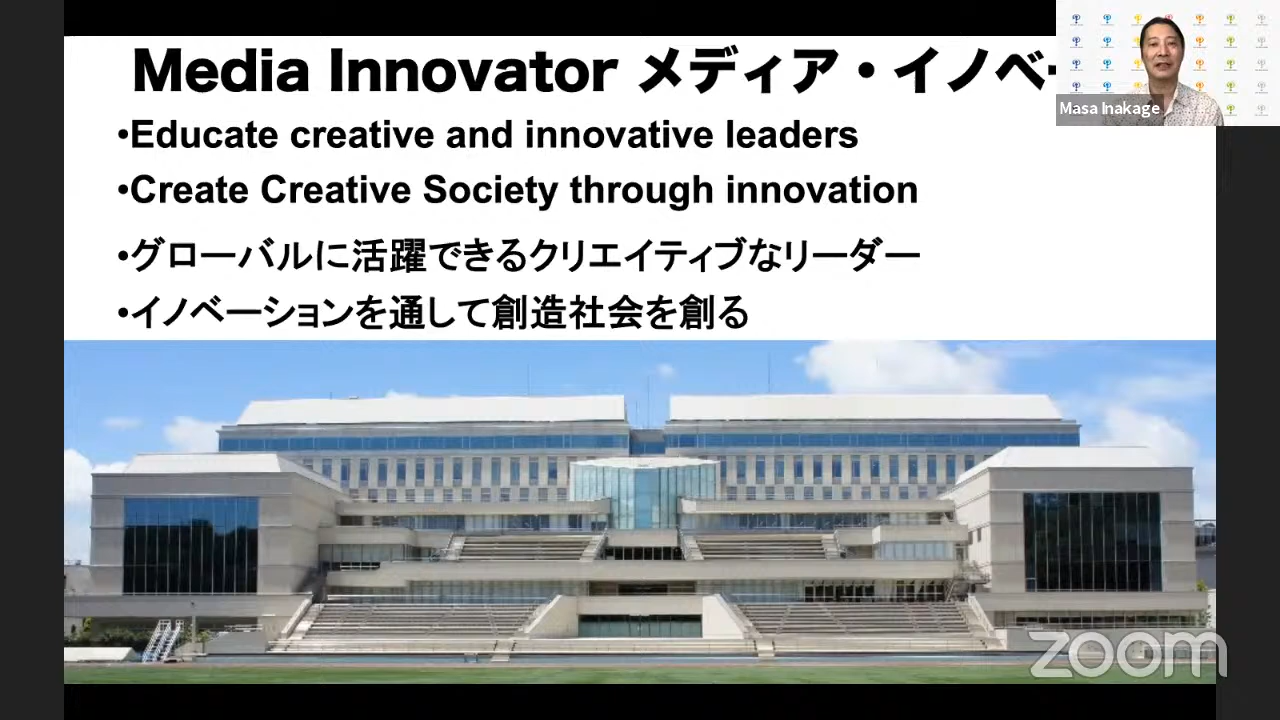 Media Innovator メディア・イノベー
Masa Inakage
•Educate creative and innovative leaders
•Create Creative Society through innovation
•グローバルに活躍できるクリエイティブなリーダー
•イノベーションを通して創造社会を創る
zoom